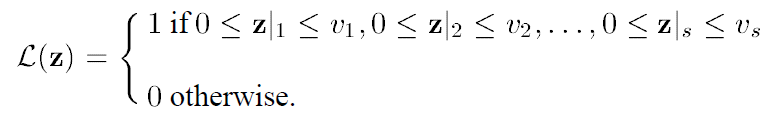 ℒ(𝐳) = { 1 if 0 ≤ 𝐳|₁ ≤ v₁, 0 ≤ 𝐳|₂ ≤ v₂, . . . , 0 ≤ 𝐳|ₛ ≤ vₛ
0 otherwise.